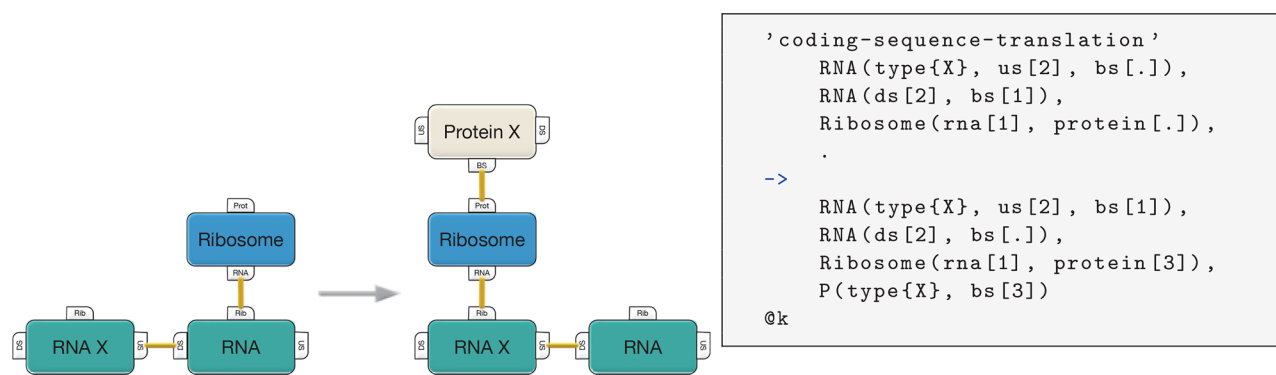 Protein X
US
DS
BS
Prot
Ribosome
RNA
Rib
RNA X
DS
US
Rib
RNA
DS
US
Prot
Ribosome
RNA
Rib
RNA X
DS
US
Rib
RNA
DS
US
’coding-sequence-translation’
RNA(type{X}, us[2], bs[.]),
RNA(ds[2], bs[1]),
Ribosome(rna[1], protein[.]),
.
->
RNA(type{X}, us[2], bs[1]),
RNA(ds[2], bs[.]),
Ribosome(rna[1], protein[3]),
P(type{X}, bs[3])
@k